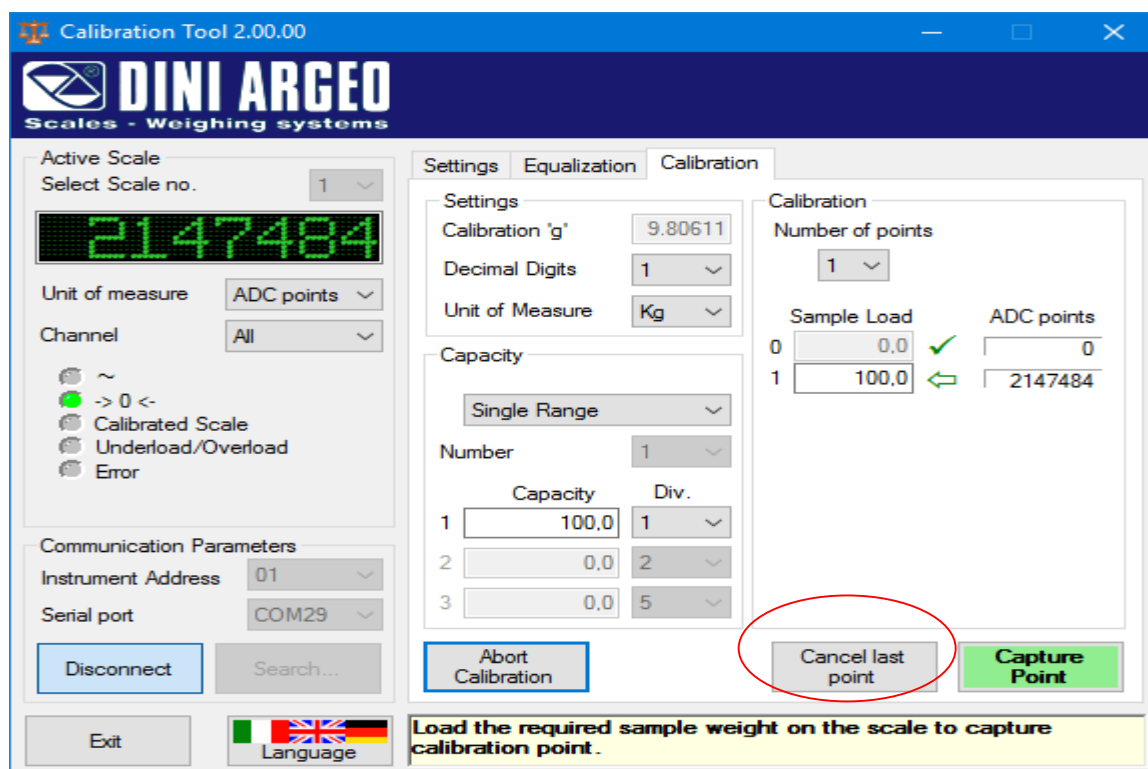 Calibration Tool 2.00.00
DINI ARGEO
Scales - Weighing systems
Active Scale
Select Scale no. 1
2147484
Unit of measure ADC points
Channel All
~
-> 0 <-
Calibrated Scale
Underload/Overload
Error
Communication Parameters
Instrument Address 01
Serial port COM29
Disconnect Search...
Exit Language
Settings Equalization Calibration
Settings
Calibration 'g' 9.80611
Decimal Digits 1
Unit of Measure Kg
Capacity
Single Range
Number 1
Capacity Div.
1 100,0 1
2 0,0 2
3 0,0 5
Calibration
Number of points
1
Sample Load ADC points
0 0,0 0
1 100,0 2147484
Abort
Calibration
Cancel last
point
Capture
Point
Load the required sample weight on the scale to capture
calibration point.